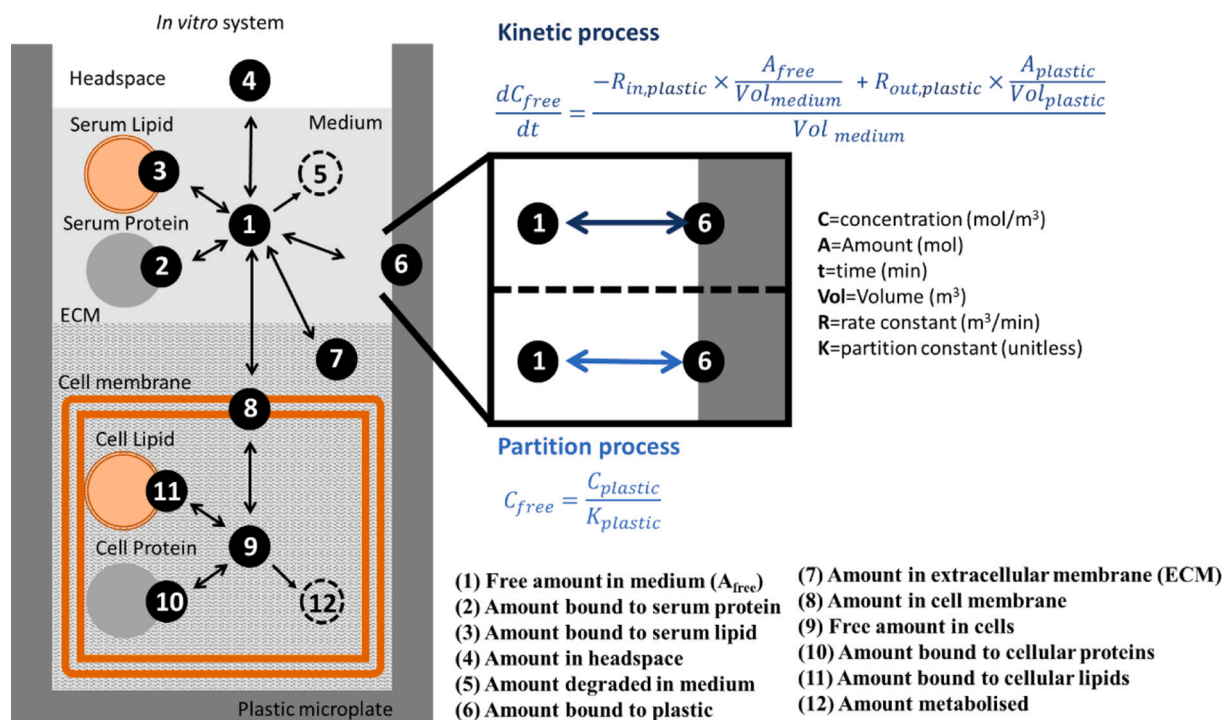 In vitro system
Headspace
4
Serum Lipid
Medium
3
5
1
Serum Protein
2
6
ECM
7
Cell membrane
8
Cell Lipid
11
9
Cell Protein
10
12
Plastic microplate
Kinetic process
dC_free/dt = (−R_in,plastic × A_free/Vol_medium + R_out,plastic × A_plastic/Vol_plastic)/Vol_medium
1 6
1 6
C=concentration (mol/m³)
A=Amount (mol)
t=time (min)
Vol=Volume (m³)
R=rate constant (m³/min)
K=partition constant (unitless)
Partition process
C_free = C_plastic/K_plastic
(1) Free amount in medium (A_free)
(2) Amount bound to serum protein
(3) Amount bound to serum lipid
(4) Amount in headspace
(5) Amount degraded in medium
(6) Amount bound to plastic
(7) Amount in extracellular membrane (ECM)
(8) Amount in cell membrane
(9) Free amount in cells
(10) Amount bound to cellular proteins
(11) Amount bound to cellular lipids
(12) Amount metabolised